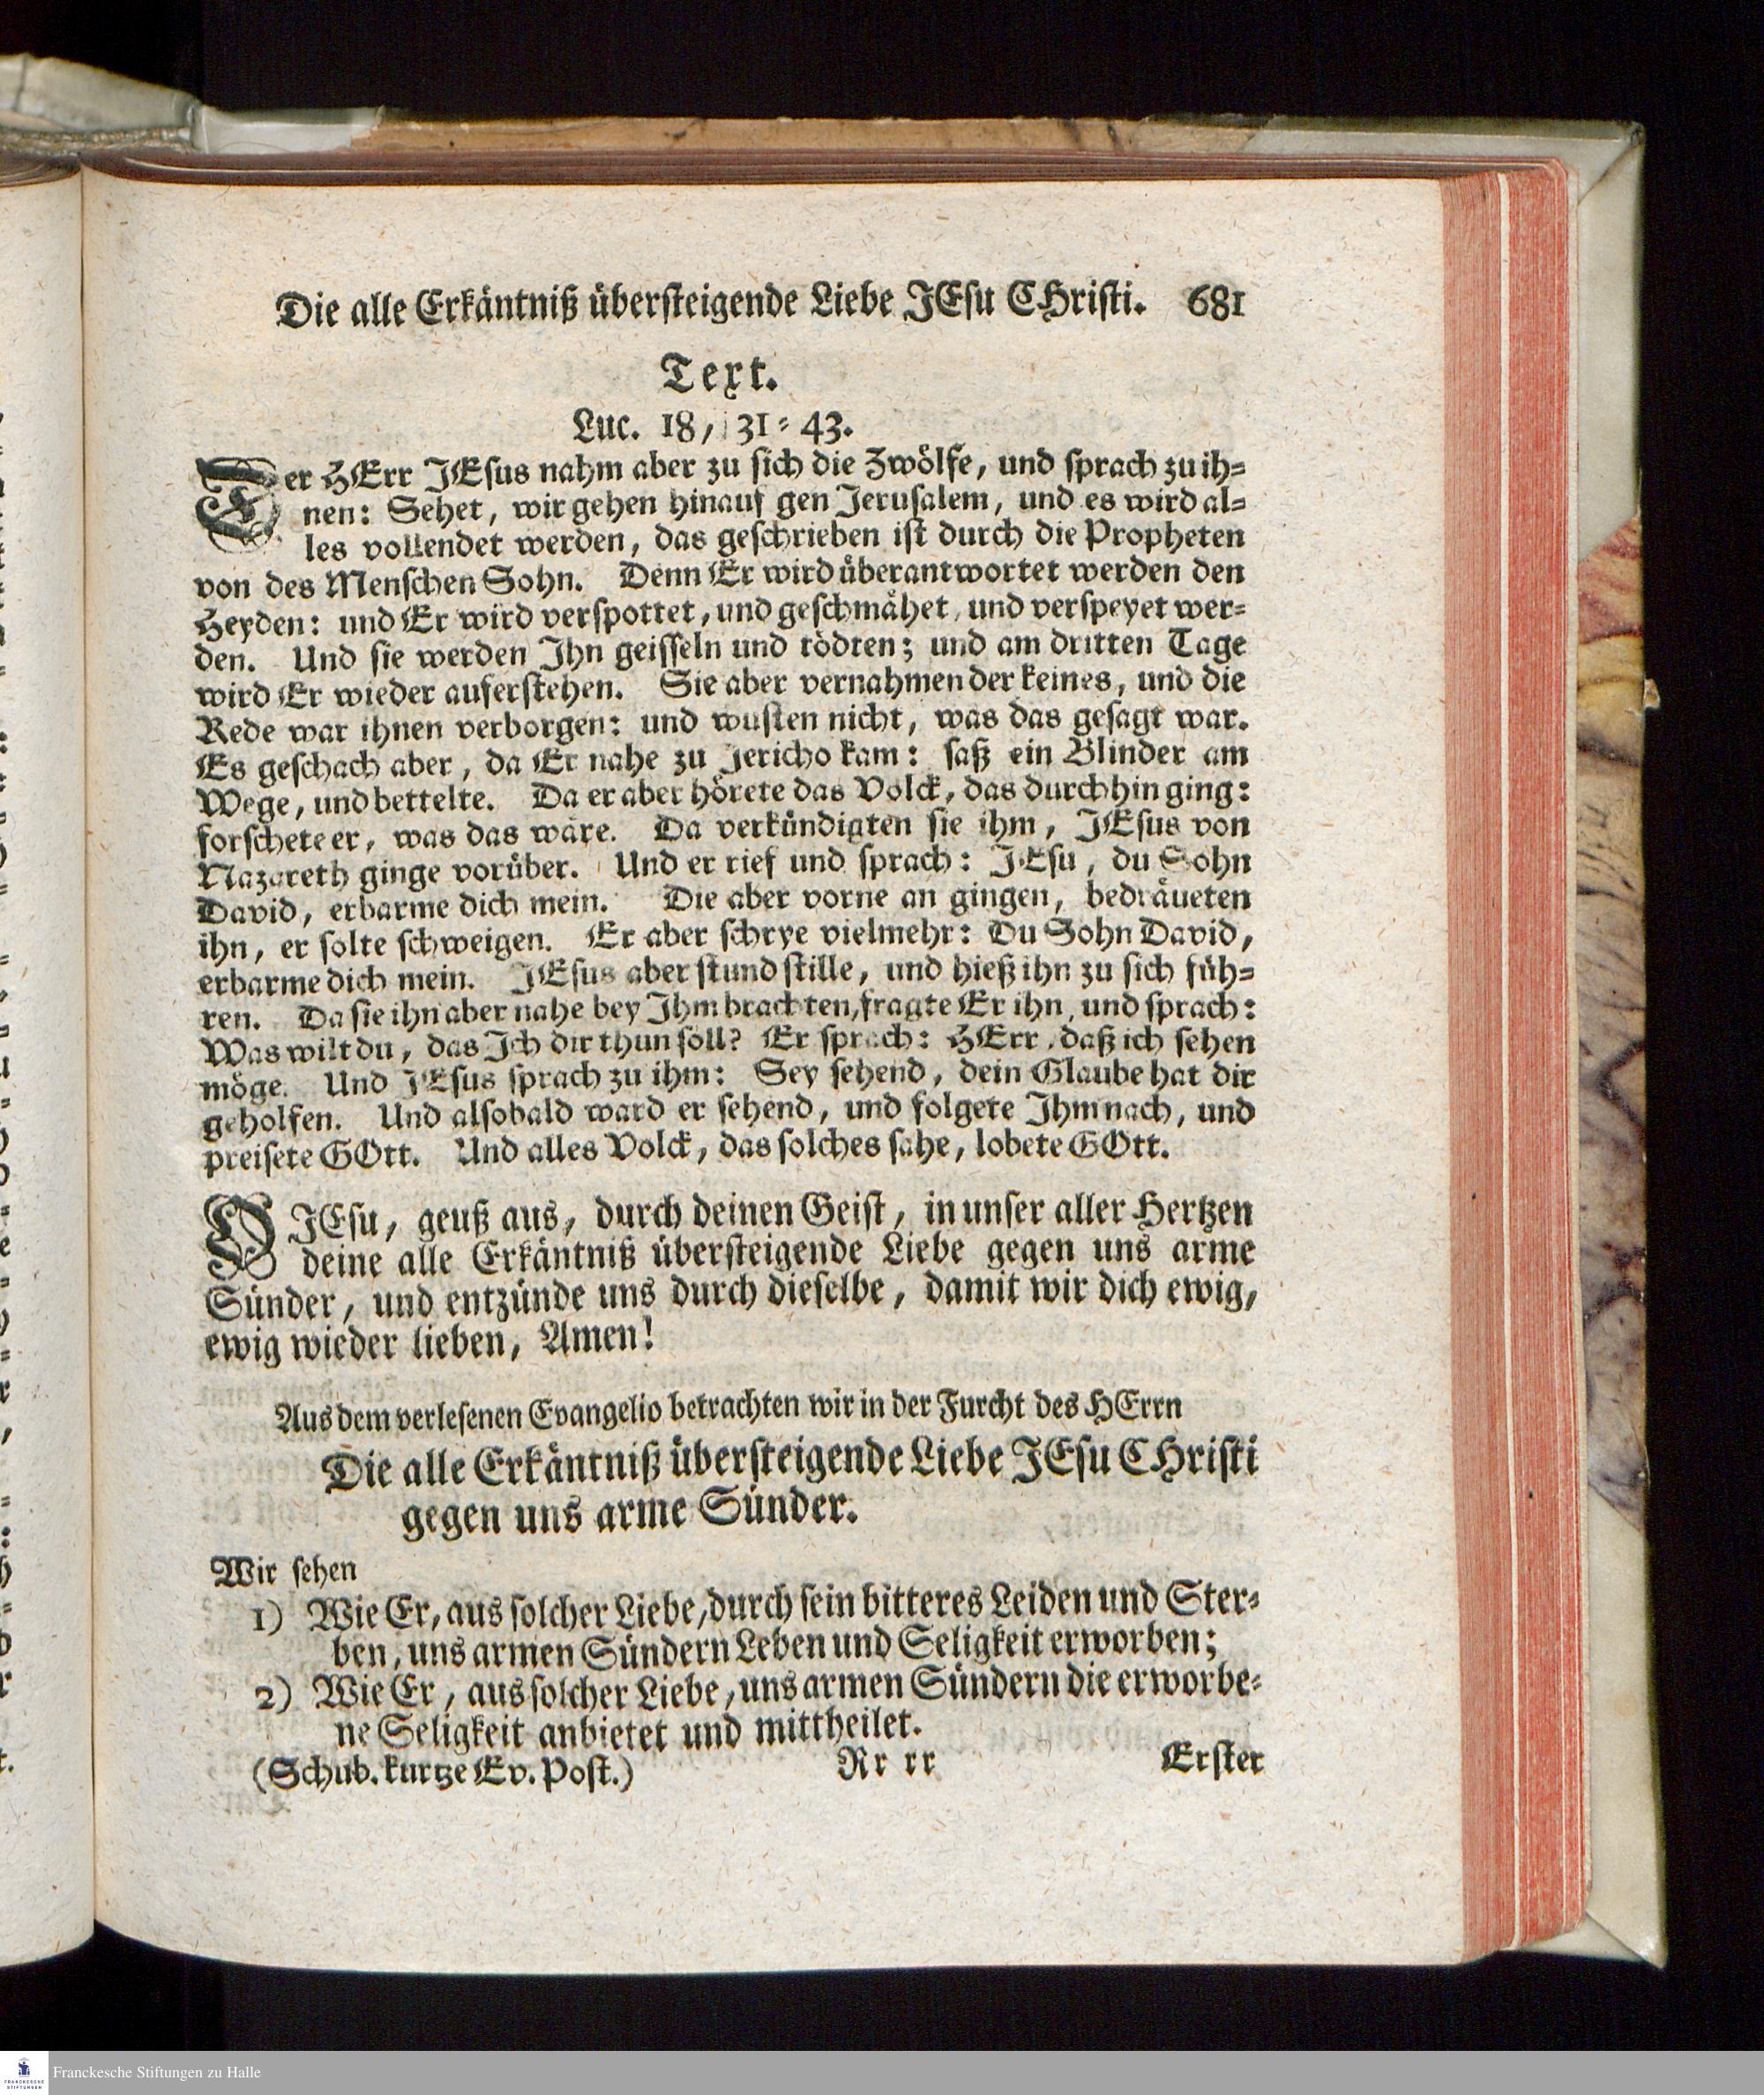 Die alle Erkäntniß übersteigende Liebe JEsu CHristi. 681
Text.
Luc. 18, 31-43.
Der HErr JEsus nahm aber zu sich die Zwölfe, und sprach zu ih-
nen: Sehet, wir gehen hinauf gen Jerusalem, und es wird al-
les vollendet werden, das geschrieben ist durch die Propheten
von des Menschen Sohn. Denn Er wird überantwortet werden den
Heyden: und Er wird verspottet, und geschmähet, und verspeyet wer-
den. Und sie werden Ihn geisseln und tödten; und am dritten Tage
wird Er wieder auferstehen. Sie aber vernahmen der keines, und die
Rede war ihnen verborgen: und wusten nicht, was das gesagt war.
Es geschach aber, da Er nahe zu Jericho kam: saß ein Blinder am
Wege, und bettelte. Da er aber hörete das Volck, das durchhin ging:
forschete er, was das wäre. Da verkündigten sie ihm, JEsus von
Nazareth ginge vorüber. Und er rief und sprach: JEsu, du Sohn
David, erbarme dich mein. Die aber vorne an gingen, bedräueten
ihn, er solte schweigen. Er aber schrye vielmehr: Du Sohn David,
erbarme dich mein. JEsus aber stund stille, und hieß ihn zu sich füh-
ren. Da sie ihn aber nahe bey Ihm brachten, fragte Er ihn, und sprach:
Was wilt du, das Ich dir thun soll? Er sprach: HErr, daß ich sehen
möge. Und JEsus sprach zu ihm: Sey sehend, dein Glaube hat dir
geholfen. Und alsobald ward er sehend, und folgete Ihm nach, und
preisete GOtt. Und alles Volck, das solches sahe, lobete GOtt.
O JEsu, geuß aus, durch deinen Geist, in unser aller Hertzen
deine alle Erkäntniß übersteigende Liebe gegen uns arme
Sünder, und entzünde uns durch dieselbe, damit wir dich ewig,
ewig wieder lieben, Amen!
Aus dem verlesenen Evangelio betrachten wir in der Furcht des HErrn
Die alle Erkäntniß übersteigende Liebe JEsu CHristi
gegen uns arme Sünder.
Wir sehen
1) Wie Er, aus solcher Liebe, durch sein bitteres Leiden und Ster-
ben, uns armen Sündern Leben und Seligkeit erworben;
2) Wie Er, aus solcher Liebe, uns armen Sündern die erworbe-
ne Seligkeit anbietet und mittheilet.
(Schub. kurtze Ev. Post.) Rr rr Erster
Franckesche Stiftungen zu Halle
FRANCKESCHE
STIFTUNGEN